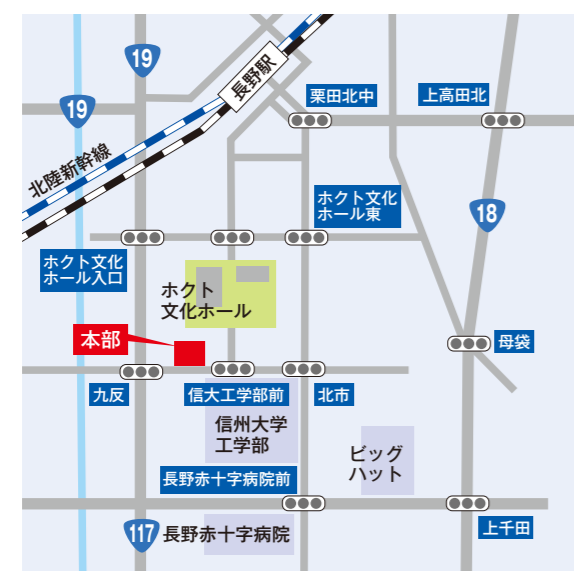 19
長野駅
栗田北中
上高田北
19
北陸新幹線
ホクト文化
ホール東
18
ホクト文化
ホール入口
ホクト
文化ホール
本部
母袋
九反
信大工学部前
北市
信州大学
工学部
ビッグ
ハット
長野赤十字病院前
117
長野赤十字病院
上千田